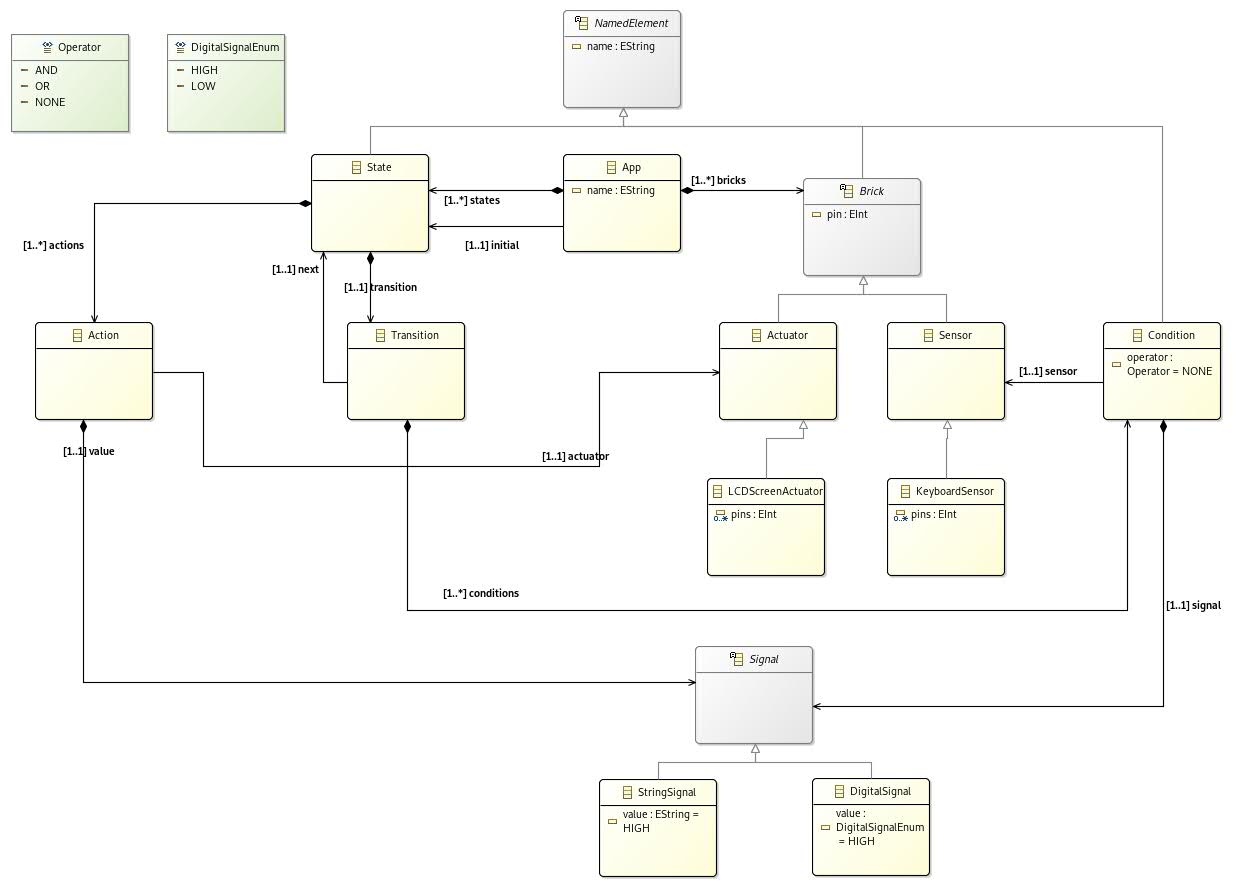 NamedElement
name : EString
Operator
AND
OR
NONE
DigitalSignalEnum
HIGH
LOW
State
App
name : EString
[1..*] states
[1..1] initial
[1..*] bricks
Brick
pin : EInt
[1..*] actions
[1..1] next
[1..1] transition
Action
Transition
Actuator
Sensor
Condition
operator :
Operator = NONE
[1..1] sensor
[1..1] value
[1..1] actuator
LCDScreenActuator
0..* pins : EInt
KeyboardSensor
0..* pins : EInt
[1..*] conditions
[1..1] signal
Signal
StringSignal
value : EString =
HIGH
DigitalSignal
value :
DigitalSignalEnum
= HIGH